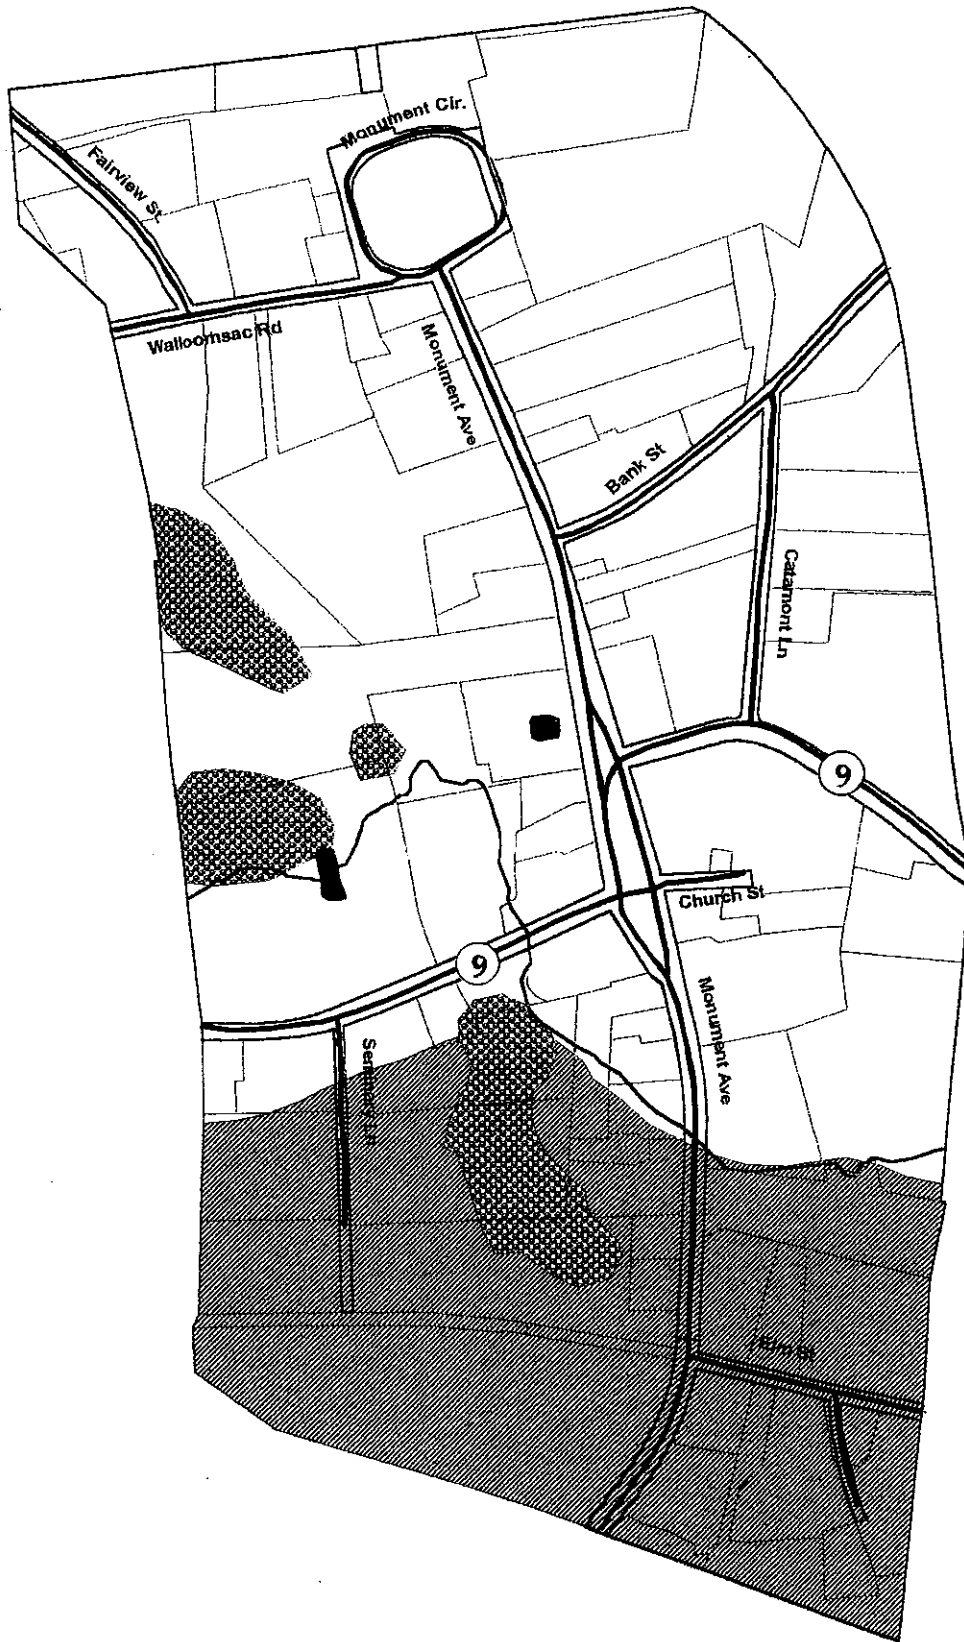 Monument Cir.
Fairview St.
Walloomsac Rd
Monument Ave
Bank St
Catamont Ln
9
Church St
9
Monument Ave
Seminary Ln
Elm St